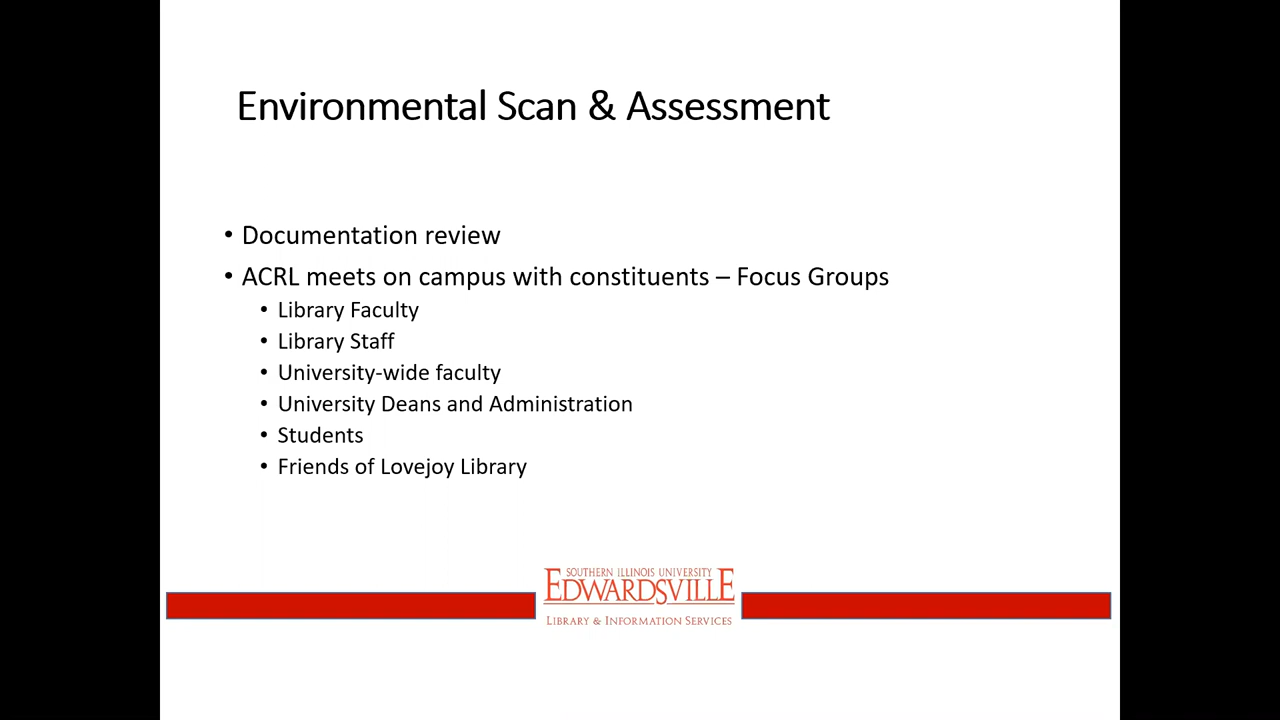 Environmental Scan & Assessment
• Documentation review
• ACRL meets on campus with constituents – Focus Groups
• Library Faculty
• Library Staff
• University-wide faculty
• University Deans and Administration
• Students
• Friends of Lovejoy Library
SOUTHERN ILLINOIS UNIVERSITY
EDWARDSVILLE
LIBRARY & INFORMATION SERVICES